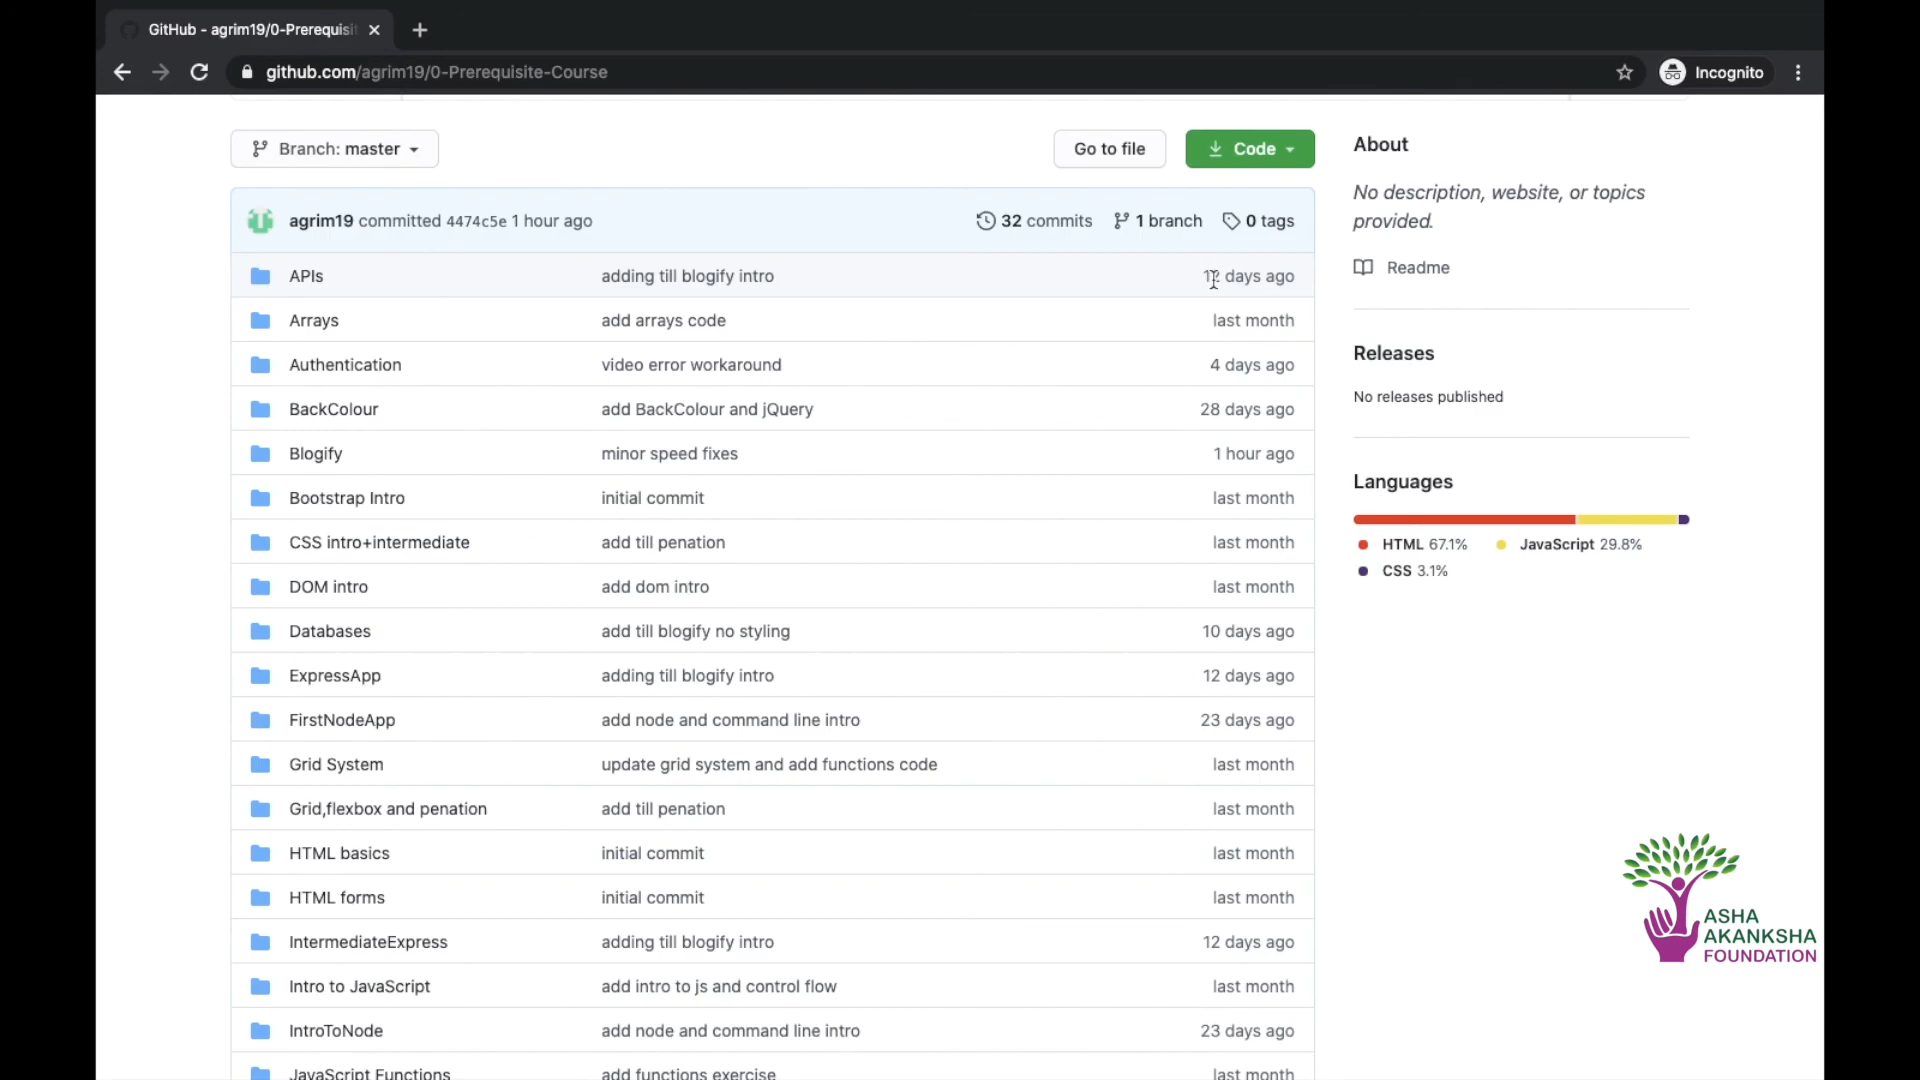 GitHub - agrim19/0-Prerequisit
github.com/agrim19/0-Prerequisite-Course
Incognito
Branch: master
Go to file
Code
About
No description, website, or topics
provided.
Readme
agrim19 committed 4474c5e 1 hour ago
32 commits
1 branch
0 tags
APIs adding till blogify intro 12 days ago
Arrays add arrays code last month
Authentication video error workaround 4 days ago
BackColour add BackColour and jQuery 28 days ago
Blogify minor speed fixes 1 hour ago
Bootstrap Intro initial commit last month
CSS intro+intermediate add till penation last month
DOM intro add dom intro last month
Databases add till blogify no styling 10 days ago
ExpressApp adding till blogify intro 12 days ago
FirstNodeApp add node and command line intro 23 days ago
Grid System update grid system and add functions code last month
Grid,flexbox and penation add till penation last month
HTML basics initial commit last month
HTML forms initial commit last month
IntermediateExpress adding till blogify intro 12 days ago
Intro to JavaScript add intro to js and control flow last month
IntroToNode add node and command line intro 23 days ago
JavaScript Functions add functions exercise last month
Releases
No releases published
Languages
HTML 67.1% JavaScript 29.8%
CSS 3.1%
ASHA
AKANKSHA
FOUNDATION